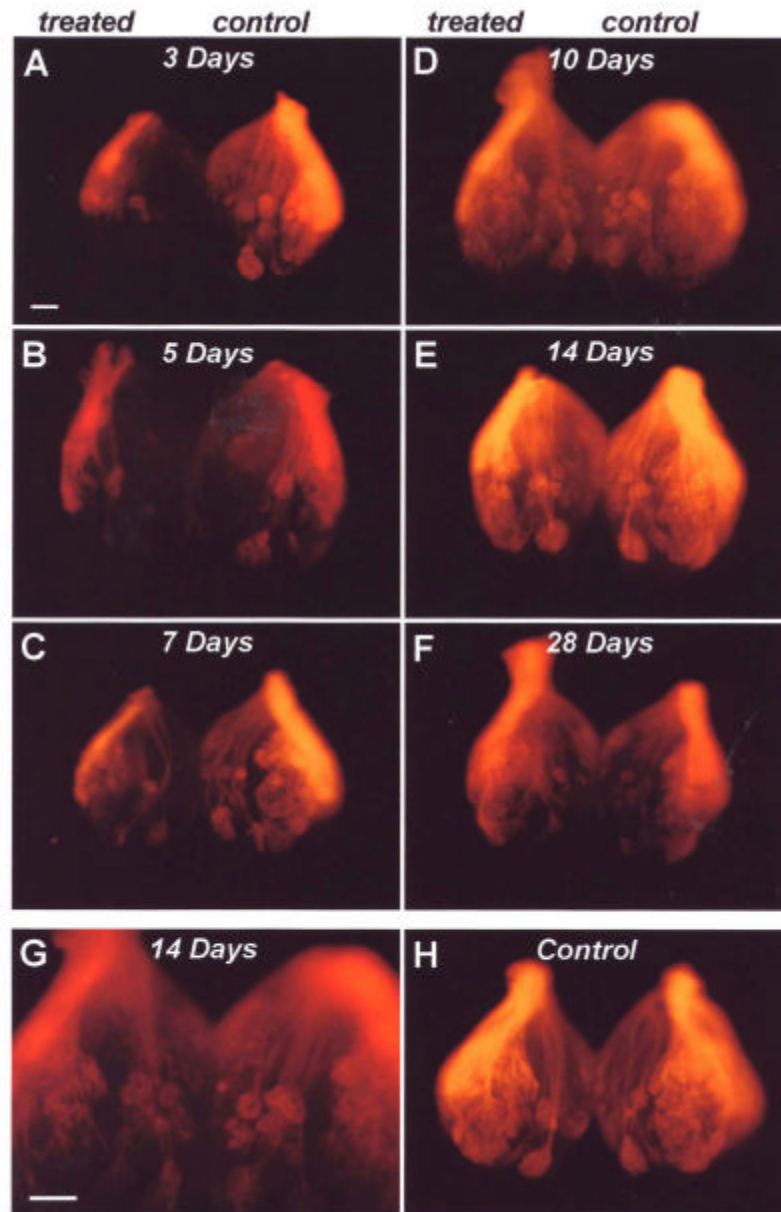 treated control treated control
A 3 Days D 10 Days
B 5 Days E 14 Days
C 7 Days F 28 Days
G 14 Days H Control